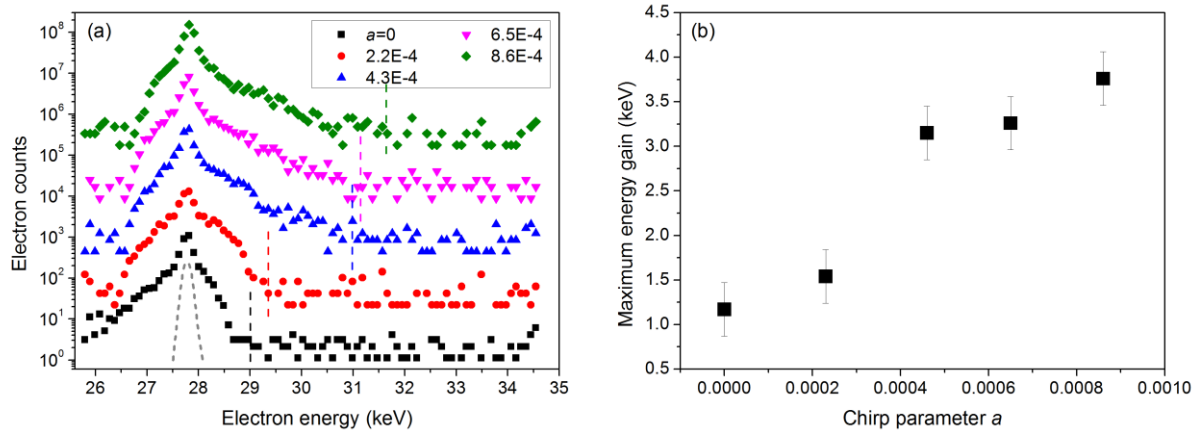 (a)
a=0
6.5E-4
2.2E-4
8.6E-4
4.3E-4
Electron counts
10⁸
10⁷
10⁶
10⁵
10⁴
10³
10²
10¹
10⁰
26 27 28 29 30 31 32 33 34 35
Electron energy (keV)
(b)
Maximum energy gain (keV)
4.5
4.0
3.5
3.0
2.5
2.0
1.5
1.0
0.5
0.0000 0.0002 0.0004 0.0006 0.0008 0.0010
Chirp parameter a